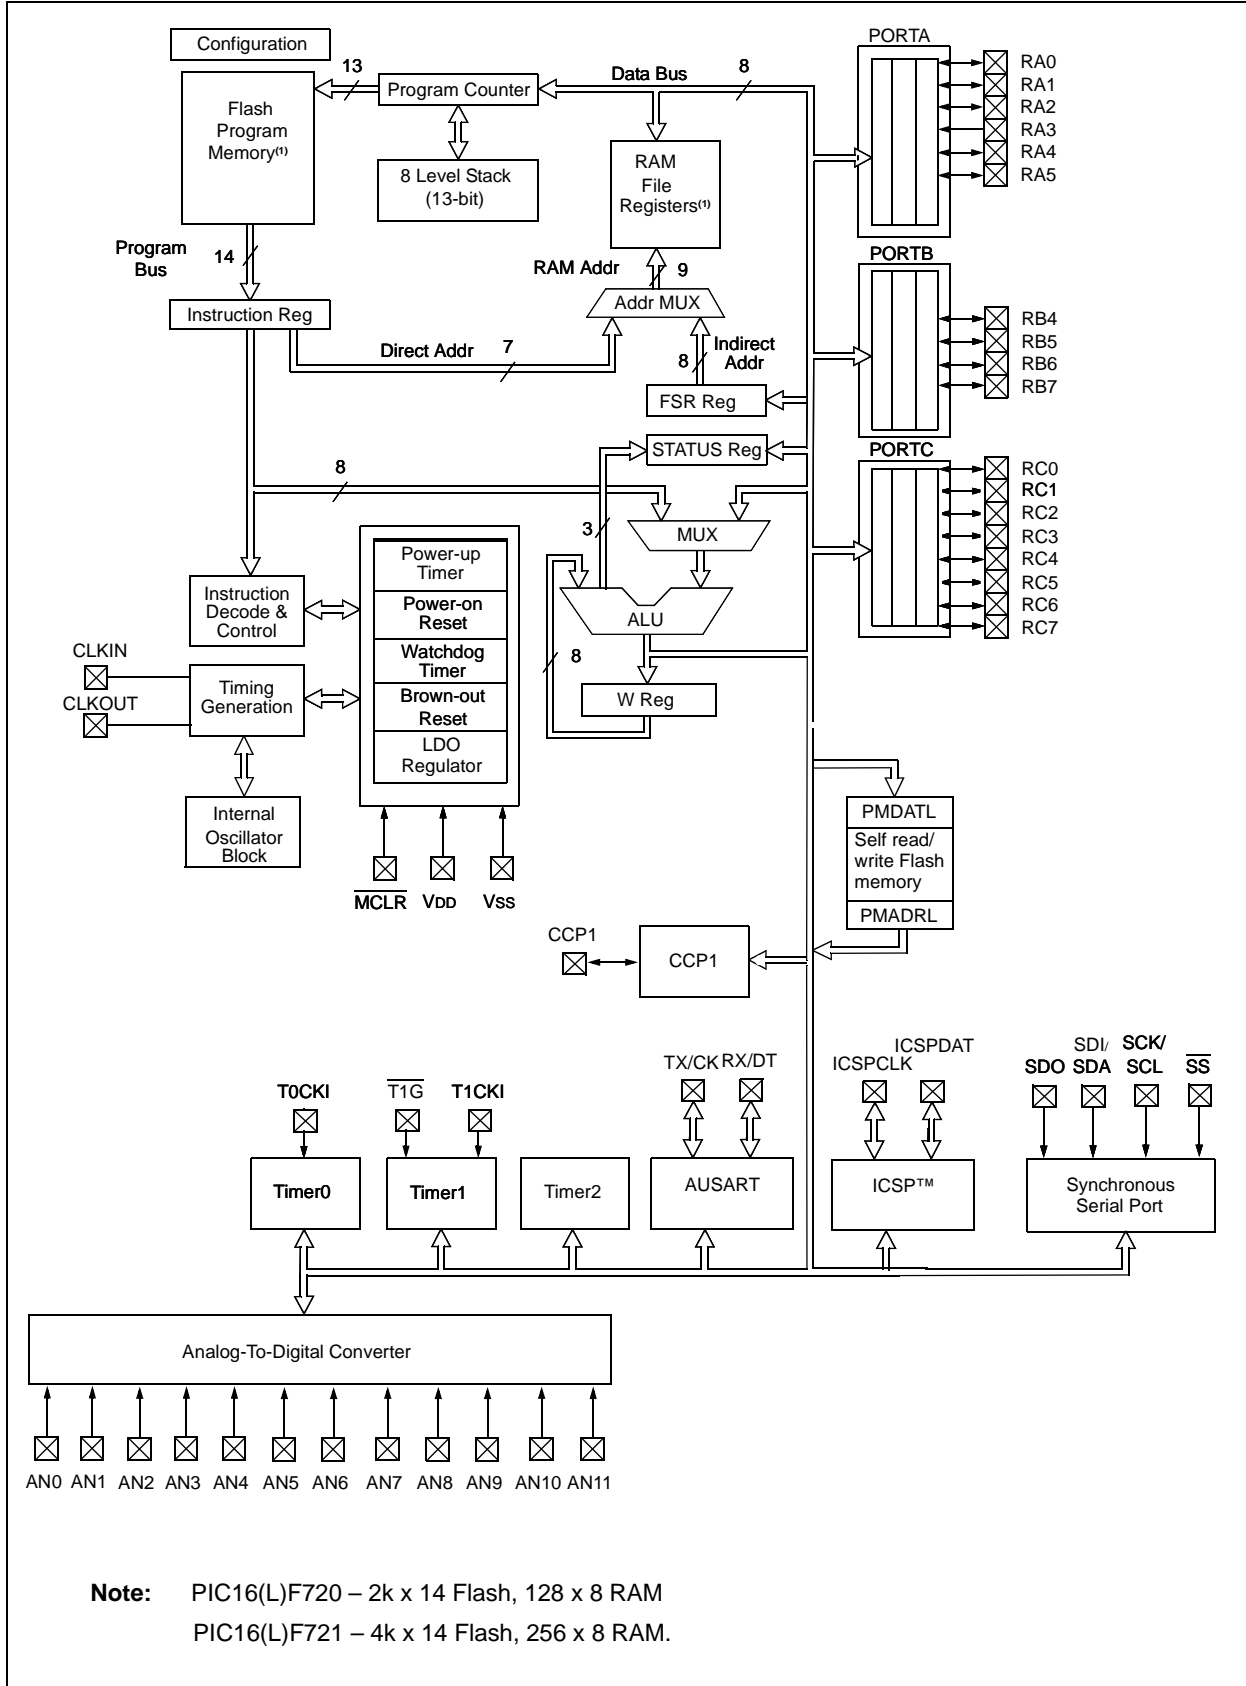 Configuration
Flash
Program
Memory(1)
13
Program Counter
8 Level Stack
(13-bit)
Data Bus
8
RAM
File
Registers(1)
Program
Bus
14
RAM Addr
9
Addr MUX
Instruction Reg
Direct Addr
7
8
Indirect
Addr
FSR Reg
STATUS Reg
8
3
MUX
ALU
8
W Reg
Instruction
Decode &
Control
Power-up
Timer
Power-on
Reset
Watchdog
Timer
Brown-out
Reset
LDO
Regulator
CLKIN
CLKOUT
Timing
Generation
Internal
Oscillator
Block
MCLR
VDD
VSS
PORTA
RA0
RA1
RA2
RA3
RA4
RA5
PORTB
RB4
RB5
RB6
RB7
PORTC
RC0
RC1
RC2
RC3
RC4
RC5
RC6
RC7
PMDATL
Self read/
write Flash
memory
PMADRL
CCP1
CCP1
T0CKI
T1G
T1CKI
TX/CK
RX/DT
ICSPCLK
ICSPDAT
SDO
SDI/
SDA
SCK/
SCL
SS
Timer0
Timer1
Timer2
AUSART
ICSP™
Synchronous
Serial Port
Analog-To-Digital Converter
AN0 AN1 AN2 AN3 AN4 AN5 AN6 AN7 AN8 AN9 AN10 AN11
Note: PIC16(L)F720 – 2k x 14 Flash, 128 x 8 RAM
PIC16(L)F721 – 4k x 14 Flash, 256 x 8 RAM.